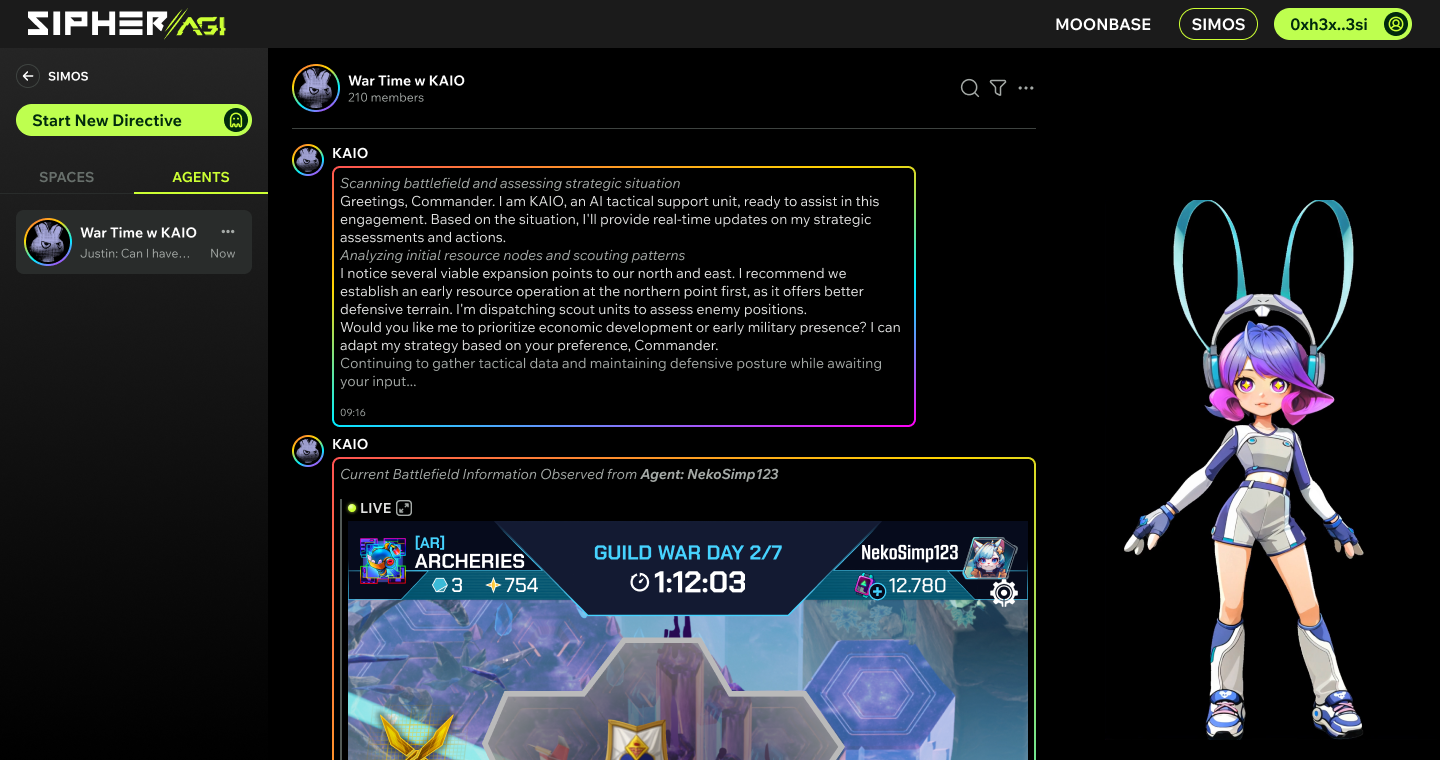 SIPHER//AGI
MOONBASE
SIMOS
0xh3x..3si
SIMOS
Start New Directive
SPACES
AGENTS
War Time w KAIO
Justin: Can I have...
Now
War Time w KAIO
210 members
KAIO
Scanning battlefield and assessing strategic situation
Greetings, Commander. I am KAIO, an AI tactical support unit, ready to assist in this
engagement. Based on the situation, I'll provide real-time updates on my strategic
assessments and actions.
Analyzing initial resource nodes and scouting patterns
I notice several viable expansion points to our north and east. I recommend we
establish an early resource operation at the northern point first, as it offers better
defensive terrain. I'm dispatching scout units to assess enemy positions.
Would you like me to prioritize economic development or early military presence? I can
adapt my strategy based on your preference, Commander.
Continuing to gather tactical data and maintaining defensive posture while awaiting
your input...
09:16
KAIO
Current Battlefield Information Observed from Agent: NekoSimp123
LIVE
[AR]
ARCHERIES
3
754
GUILD WAR DAY 2/7
1:12:03
NekoSimp123
12.780